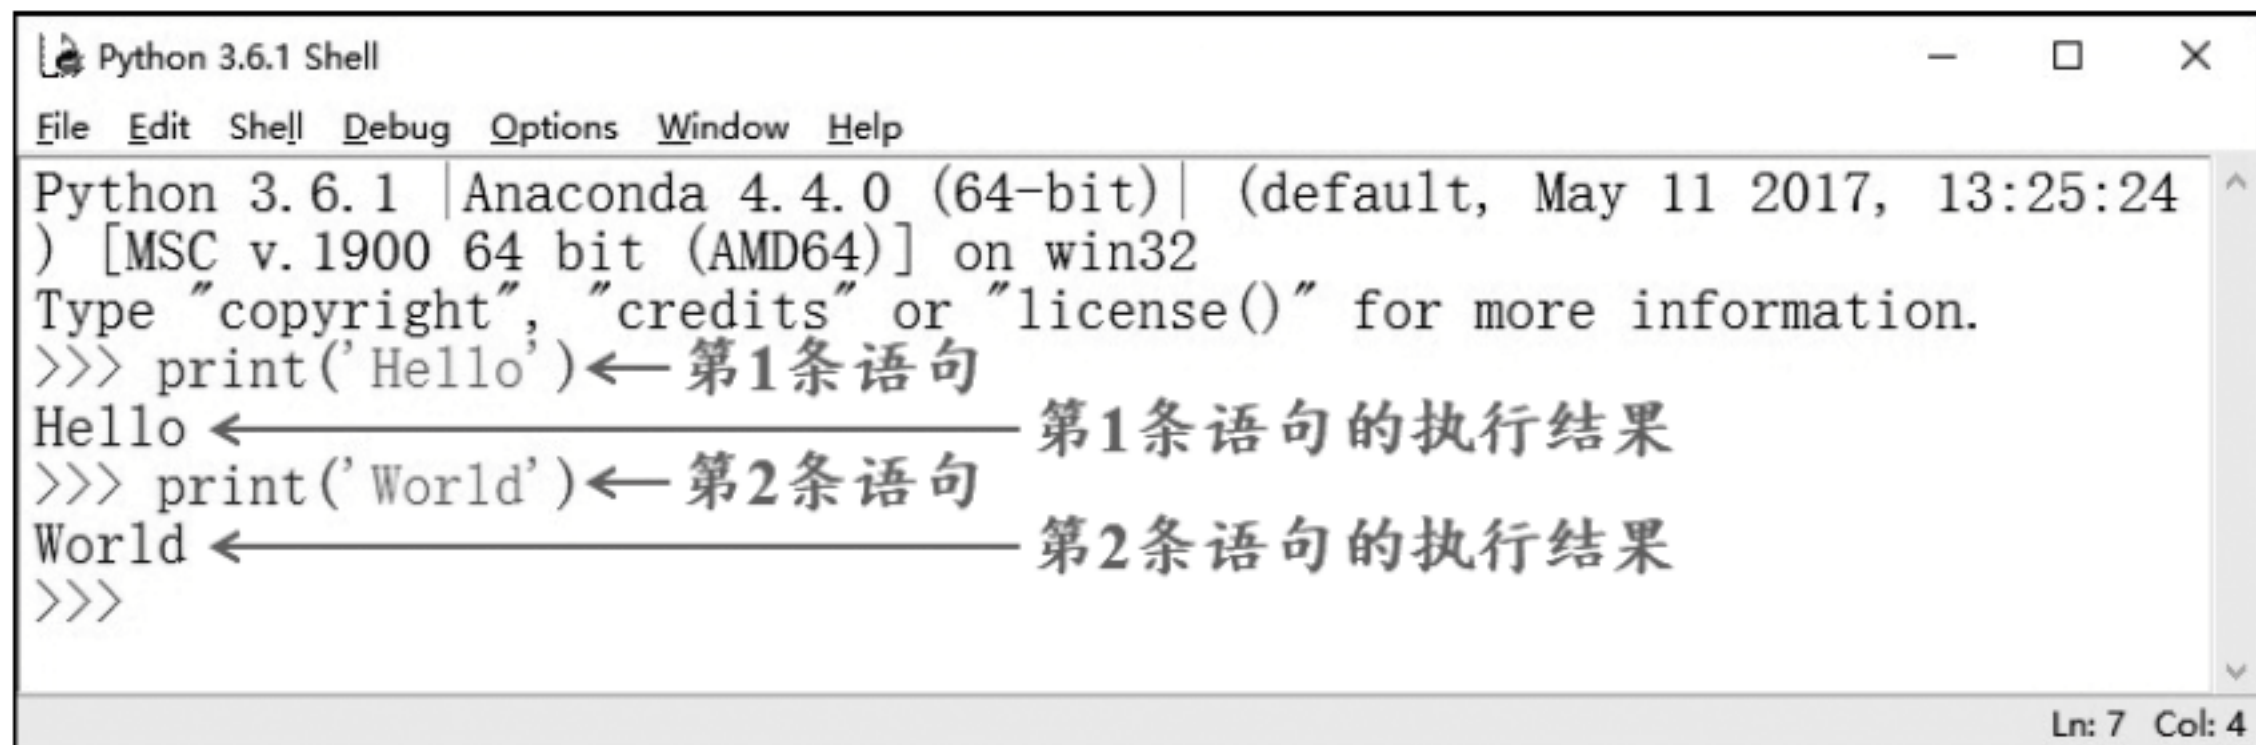 Python 3.6.1 Shell
File Edit Shell Debug Options Window Help
Python 3.6.1 |Anaconda 4.4.0 (64-bit)| (default, May 11 2017, 13:25:24
) [MSC v.1900 64 bit (AMD64)] on win32
Type "copyright", "credits" or "license()" for more information.
>>> print('Hello')←第1条语句
Hello ← 第1条语句的执行结果
>>> print('World')←第2条语句
World ← 第2条语句的执行结果
>>>
Ln: 7 Col: 4